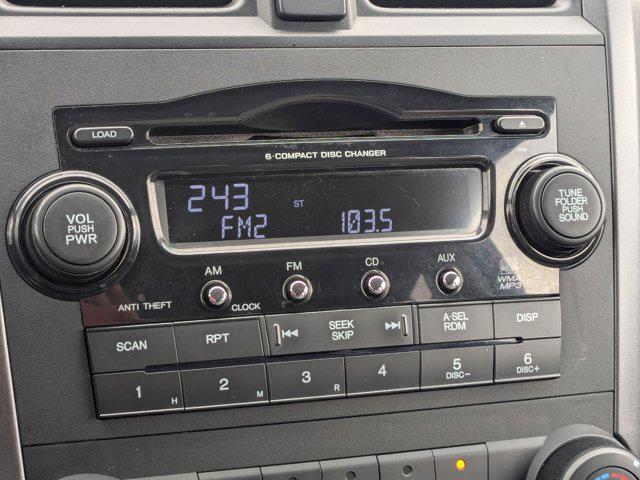 LOAD
6-COMPACT DISC CHANGER
243 ST
FM2 103.5
VOL
PUSH
PWR
TUNE
FOLDER
PUSH
SOUND
AM FM CD AUX
ANTI THEFT CLOCK
WMA
MP3
SCAN RPT SEEK SKIP A·SEL RDM DISP
1 H 2 M 3 R 4 5 DISC− 6 DISC+